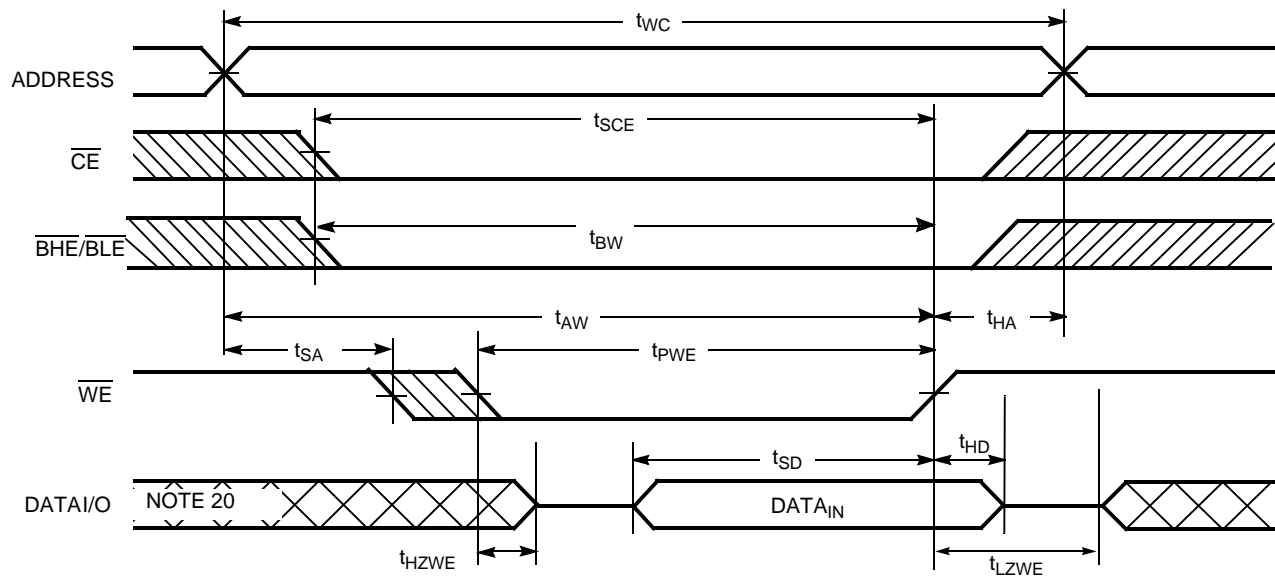 tWC
ADDRESS
tSCE
CE
tBW
BHE/BLE
tAW
tHA
tSA
tPWE
WE
tSD
tHD
DATAI/O
NOTE 20
DATAIN
tHZWE
tLZWE